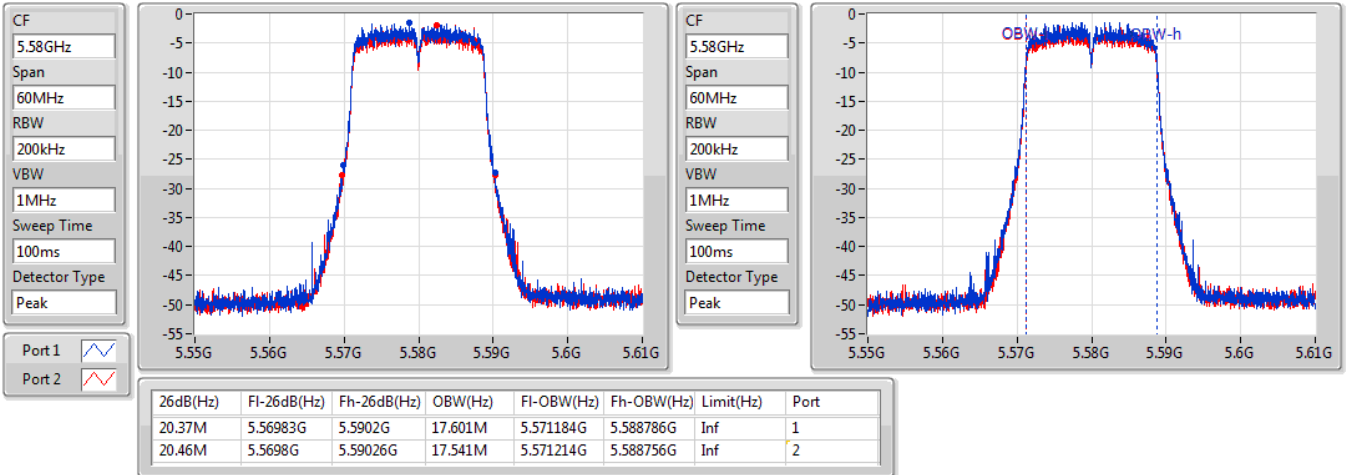 CF
5.58GHz
Span
60MHz
RBW
200kHz
VBW
1MHz
Sweep Time
100ms
Detector Type
Peak
Port 1
Port 2
0
-5
-10
-15
-20
-25
-30
-35
-40
-45
-50
-55
5.55G 5.56G 5.57G 5.58G 5.59G 5.6G 5.61G
CF
5.58GHz
Span
60MHz
RBW
200kHz
VBW
1MHz
Sweep Time
100ms
Detector Type
Peak
0
-5
-10
-15
-20
-25
-30
-35
-40
-45
-50
-55
OBW-h
5.55G 5.56G 5.57G 5.58G 5.59G 5.6G 5.61G
26dB(Hz) Fl-26dB(Hz) Fh-26dB(Hz) OBW(Hz) Fl-OBW(Hz) Fh-OBW(Hz) Limit(Hz) Port
20.37M 5.56983G 5.5902G 17.601M 5.571184G 5.588786G Inf 1
20.46M 5.5698G 5.59026G 17.541M 5.571214G 5.588756G Inf 2